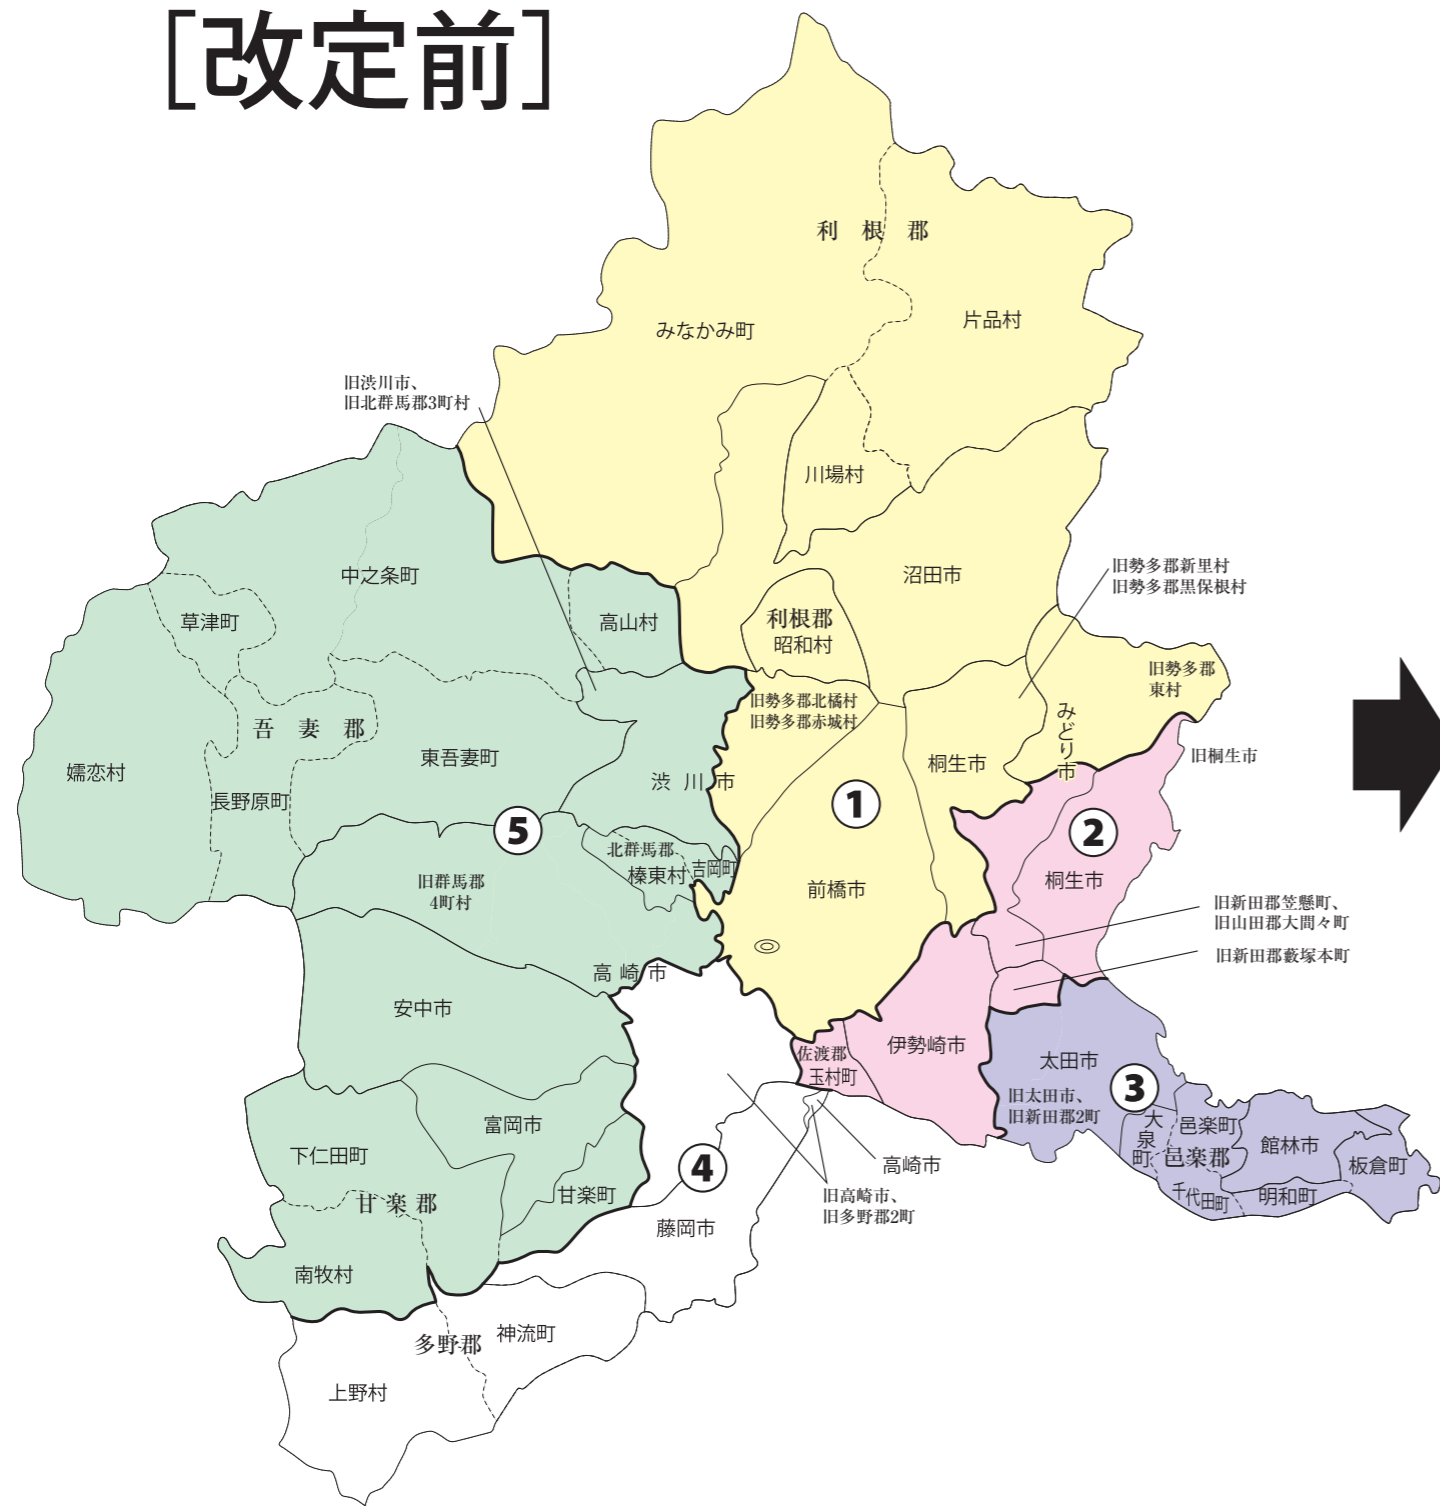 ［改定前］
利根郡
みなかみ町
片品村
旧渋川市、
旧北群馬郡3町村
川場村
中之条町
沼田市
旧勢多郡新里村
旧勢多郡黒保根村
草津町
高山村
利根郡
昭和村
旧勢多郡
東村
旧勢多郡北橘村
旧勢多郡赤城村
吾妻郡
みどり市
嬬恋村
東吾妻町
渋川市
桐生市
旧桐生市
長野原町
①
⑤
②
北群馬郡
榛東村
吉岡町
旧群馬郡
4町村
前橋市
桐生市
旧新田郡笠懸町、
旧山田郡大間々町
旧新田郡藪塚本町
高崎市
安中市
伊勢崎市
佐渡郡
玉村町
太田市
③
旧太田市、
旧新田郡2町
大泉町
邑楽町
邑楽郡
館林市
板倉町
千代田町
明和町
富岡市
下仁田町
甘楽郡
甘楽町
④
高崎市
旧高崎市、
旧多野郡2町
藤岡市
南牧村
多野郡
神流町
上野村